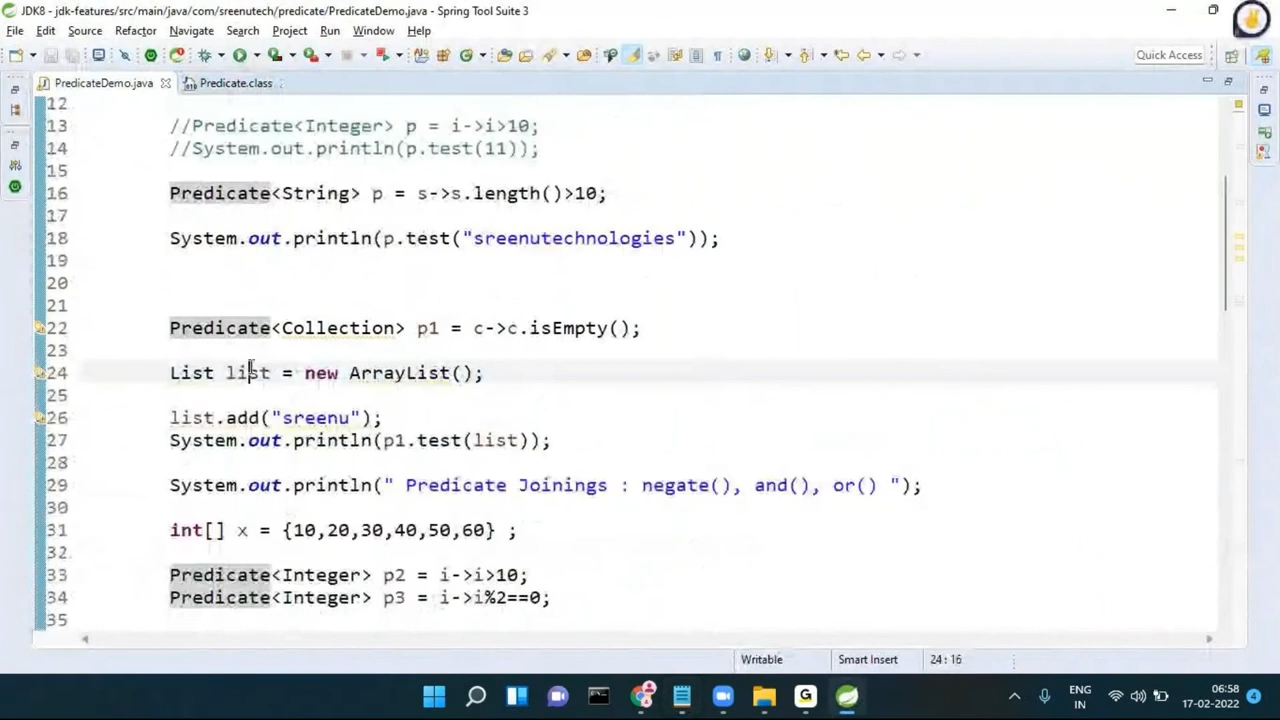 JDK8 - jdk-features/src/main/java/com/sreenutech/predicate/PredicateDemo.java - Spring Tool Suite 3
File Edit Source Refactor Navigate Search Project Run Window Help
Quick Access
PredicateDemo.java Predicate.class
12
13 //Predicate<Integer> p = i->i>10;
14 //System.out.println(p.test(11));
15
16 Predicate<String> p = s->s.length()>10;
17
18 System.out.println(p.test("sreenutechnologies"));
19
20
21
22 Predicate<Collection> p1 = c->c.isEmpty();
23
24 List list = new ArrayList();
25
26 list.add("sreenu");
27 System.out.println(p1.test(list));
28
29 System.out.println(" Predicate Joinings : negate(), and(), or() ");
30
31 int[] x = {10,20,30,40,50,60} ;
32
33 Predicate<Integer> p2 = i->i>10;
34 Predicate<Integer> p3 = i->i%2==0;
35
Writable Smart Insert 24 : 16
ENG IN 06:58 17-02-2022 4